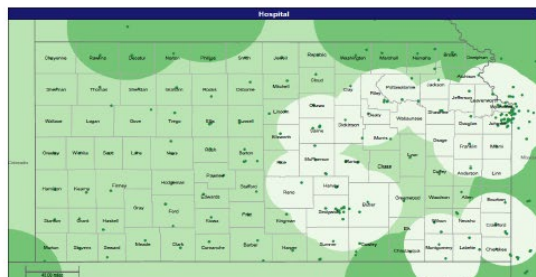 Hospital
Cheyenne Rawlins Decatur Norton Phillips Smith Jewell Republic Washington Marshall Nemaha Brown Doniphan
Cloud Mitchell Clay Riley Pottawatomie Jackson Atchison
Sherman Thomas Sheridan Graham Rooks Osborne
Jefferson Leavenworth
Lincoln Ottawa Shawnee
Wallace Logan Gove Trego Ellis Russell Geary Wabaunsee Douglas
Saline Dickinson Morris Osage Franklin Miami
Ellsworth
Greeley Wichita Scott Lane Ness Rush Barton
Rice McPherson Marion Chase Lyon Coffey Anderson Linn
Colorado
Pawnee
Hamilton Kearny Finney Hodgeman Stafford
Reno Harvey
Edwards
Gray Ford Sedgwick Butler Greenwood Woodson Allen Bourbon
Stanton Grant Haskell Kiowa Pratt Kingman
Elk Wilson Neosho Crawford
Morton Stevens Seward Meade Clark Comanche Barber Harper Sumner Cowley Chautauqua Montgomery Labette Cherokee